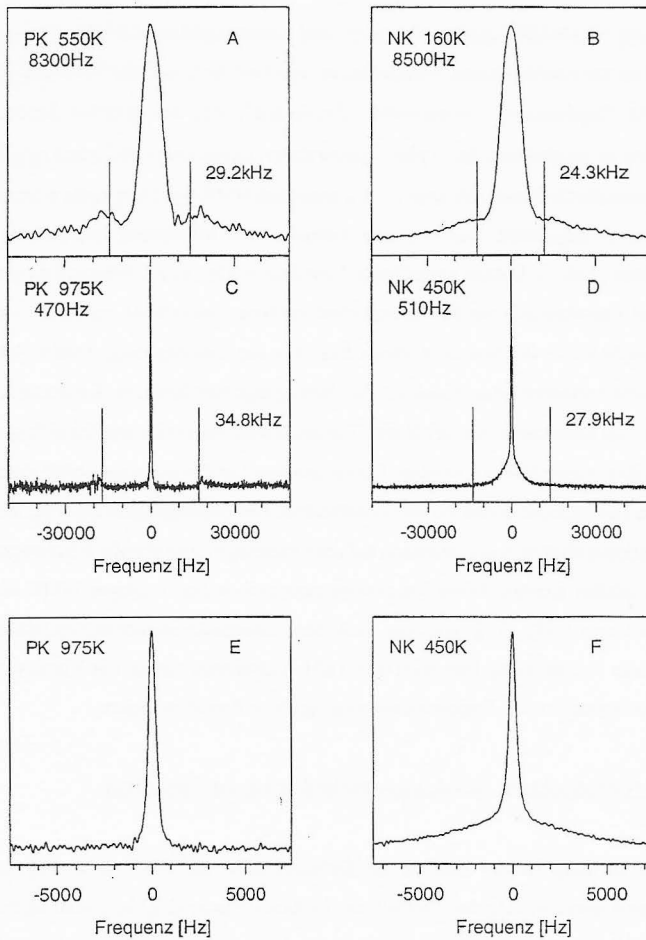 PK 550K A
8300Hz
29.2kHz
NK 160K B
8500Hz
24.3kHz
PK 975K C
470Hz
34.8kHz
NK 450K D
510Hz
27.9kHz
-30000 0 30000
Frequenz [Hz]
-30000 0 30000
Frequenz [Hz]
PK 975K E
NK 450K F
-5000 0 5000
Frequenz [Hz]
-5000 0 5000
Frequenz [Hz]